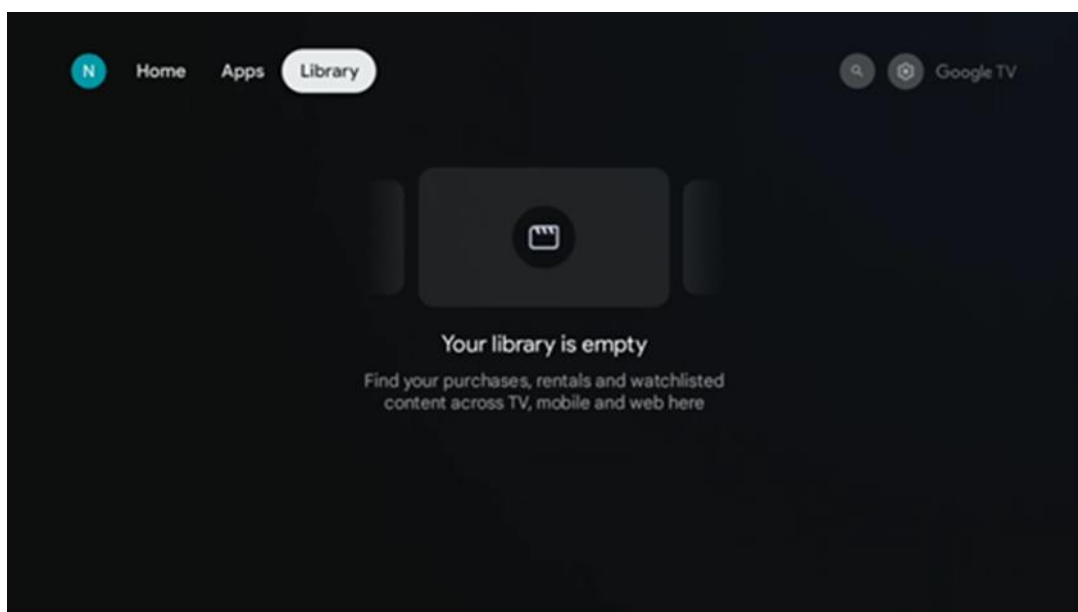 N Home Apps Library Google TV
Your library is empty
Find your purchases, rentals and watchlisted
content across TV, mobile and web here